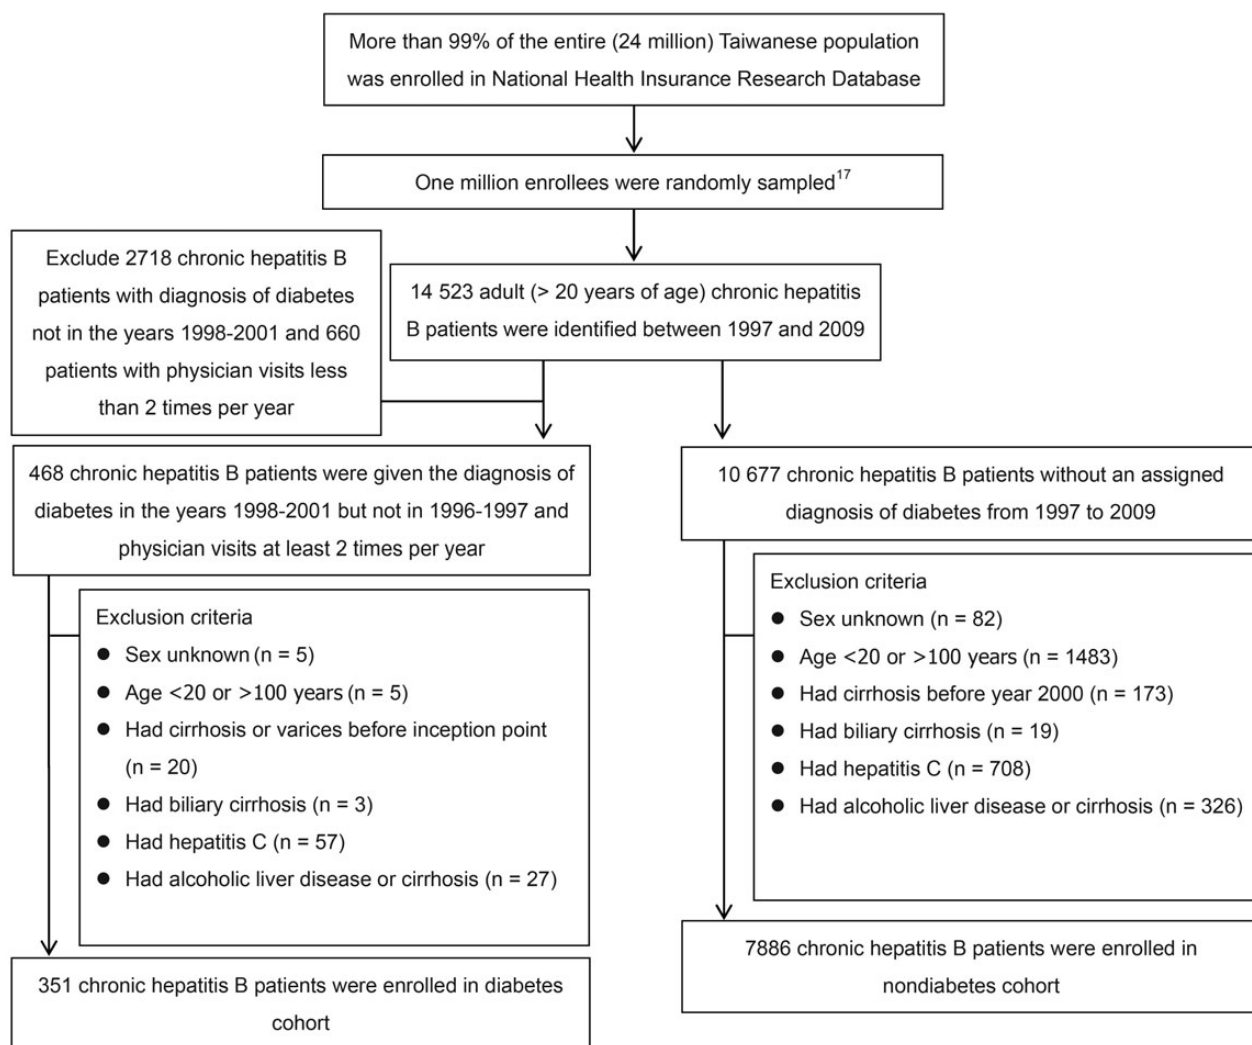 More than 99% of the entire (24 million) Taiwanese population
was enrolled in National Health Insurance Research Database
One million enrollees were randomly sampled17
Exclude 2718 chronic hepatitis B
patients with diagnosis of diabetes
not in the years 1998-2001 and 660
patients with physician visits less
than 2 times per year
14 523 adult (> 20 years of age) chronic hepatitis
B patients were identified between 1997 and 2009
468 chronic hepatitis B patients were given the diagnosis of
diabetes in the years 1998-2001 but not in 1996-1997 and
physician visits at least 2 times per year
10 677 chronic hepatitis B patients without an assigned
diagnosis of diabetes from 1997 to 2009
Exclusion criteria
● Sex unknown (n = 5)
● Age <20 or >100 years (n = 5)
● Had cirrhosis or varices before inception point
(n = 20)
● Had biliary cirrhosis (n = 3)
● Had hepatitis C (n = 57)
● Had alcoholic liver disease or cirrhosis (n = 27)
Exclusion criteria
● Sex unknown (n = 82)
● Age <20 or >100 years (n = 1483)
● Had cirrhosis before year 2000 (n = 173)
● Had biliary cirrhosis (n = 19)
● Had hepatitis C (n = 708)
● Had alcoholic liver disease or cirrhosis (n = 326)
351 chronic hepatitis B patients were enrolled in diabetes
cohort
7886 chronic hepatitis B patients were enrolled in
nondiabetes cohort